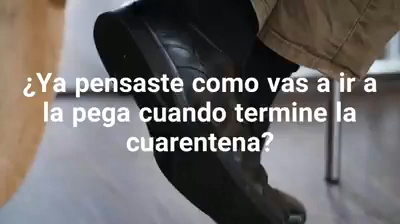 ¿Ya pensaste como vas a ir a
la pega cuando termine la
cuarentena?